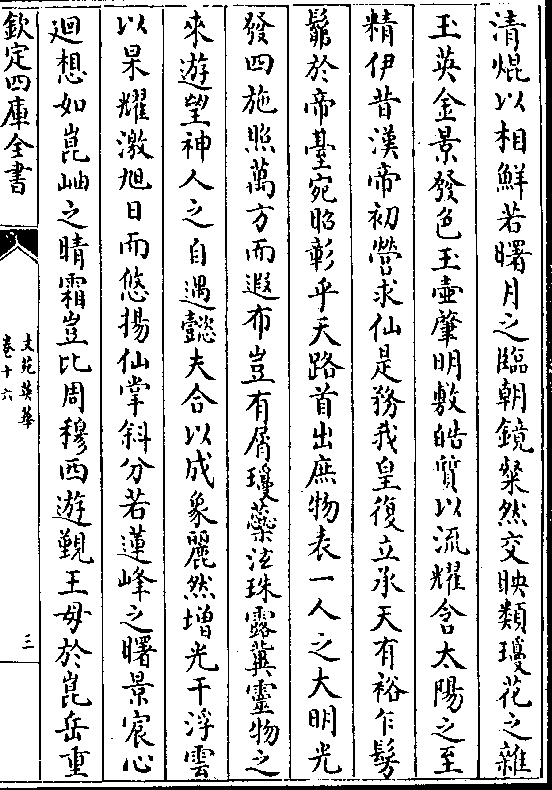 清焜以相鮮若曙月之臨朝鏡粲然交映類瓊花之雜
玉英金景發色玉壷肇明敷皓質以流耀含太陽之至
精伊昔漢帝初營求仙是務我皇復立承天有裕乍髣
髴於帝臺宛昭彰乎天路首出庶物表一人之大明光
發四施照萬方而遐布豈有屑瓊蘂泫珠露冀靈物之
來遊望神人之自遇懿夫合以成象麗然增光干浮雲
以杲耀激旭日而悠揚仙掌斜分若蓮峰之曙景宸心
廻想如崑岫之晴霜豈比周穆西遊覲王母於崑岳重
欽定四庫全書
文苑英華
卷十六
三